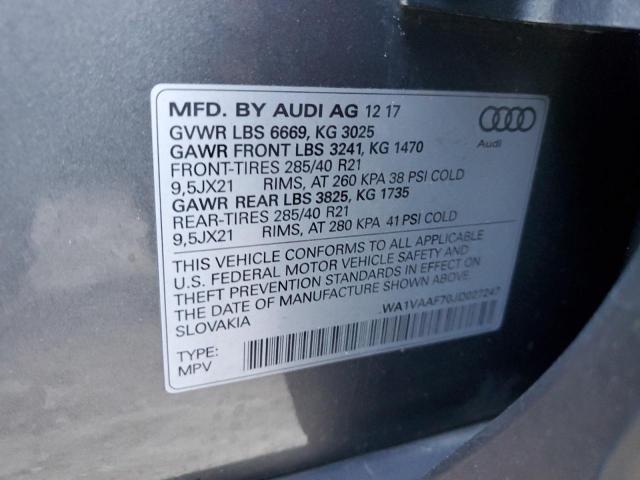 MFD. BY AUDI AG 12 17
GVWR LBS 6669, KG 3025
GAWR FRONT LBS 3241, KG 1470
FRONT-TIRES 285/40 R21
9,5JX21 RIMS, AT 260 KPA 38 PSI COLD
GAWR REAR LBS 3825, KG 1735
REAR-TIRES 285/40 R21
9,5JX21 RIMS, AT 280 KPA 41 PSI COLD
Audi
THIS VEHICLE CONFORMS TO ALL APPLICABLE
U.S. FEDERAL MOTOR VEHICLE SAFETY AND
THEFT PREVENTION STANDARDS IN EFFECT ON
THE DATE OF MANUFACTURE SHOWN ABOVE.
SLOVAKIA
.WA1VAAF70JD027247
TYPE:
MPV